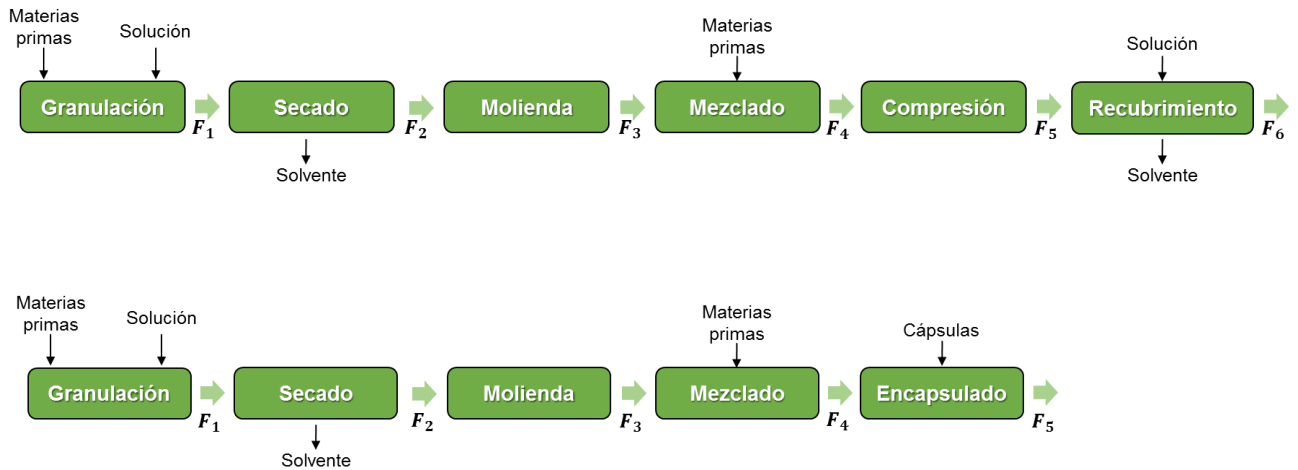 Materias
primas
Solución
Materias
primas
Solución
Granulación
Secado
Molienda
Mezclado
Compresión
Recubrimiento
F1
F2
F3
F4
F5
F6
Solvente
Solvente
Materias
primas
Solución
Materias
primas
Cápsulas
Granulación
Secado
Molienda
Mezclado
Encapsulado
F1
F2
F3
F4
F5
Solvente